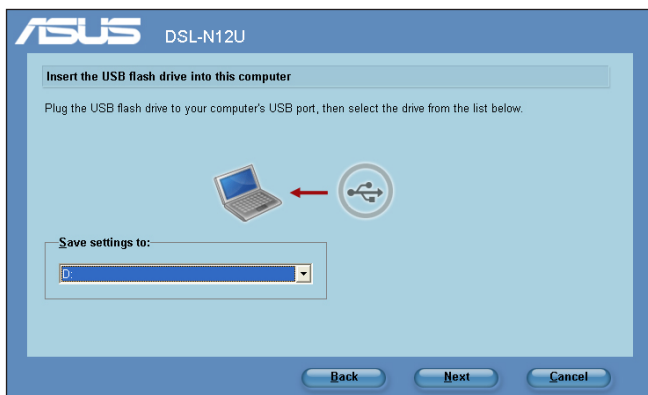 ASUS DSL-N12U
Insert the USB flash drive into this computer
Plug the USB flash drive to your computer's USB port, then select the drive from the list below.
Save settings to:
D:
Back Next Cancel